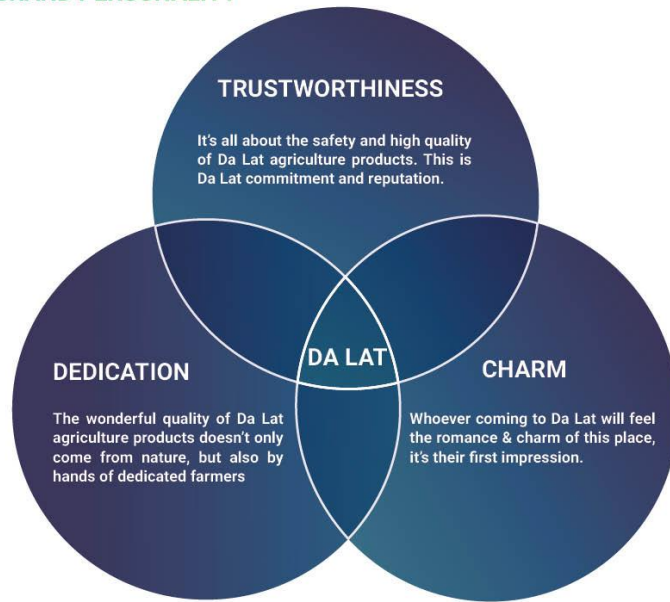 BRAND PERSONALITY
TRUSTWORTHINESS
It's all about the safety and high quality
of Da Lat agriculture products. This is
Da Lat commitment and reputation.
DA LAT
DEDICATION
The wonderful quality of Da Lat
agriculture products doesn't only
come from nature, but also by
hands of dedicated farmers
CHARM
Whoever coming to Da Lat will feel
the romance & charm of this place,
it's their first impression.